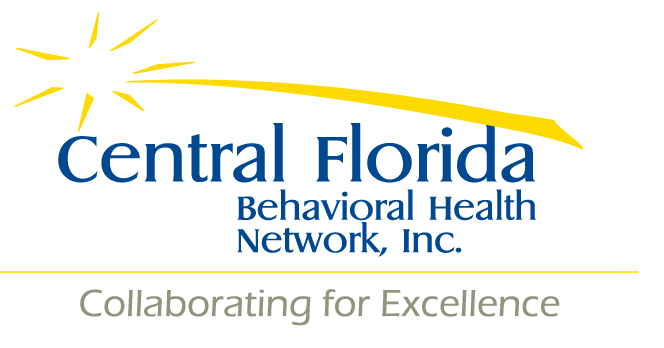 Central Florida
Behavioral Health
Network, Inc.
Collaborating for Excellence